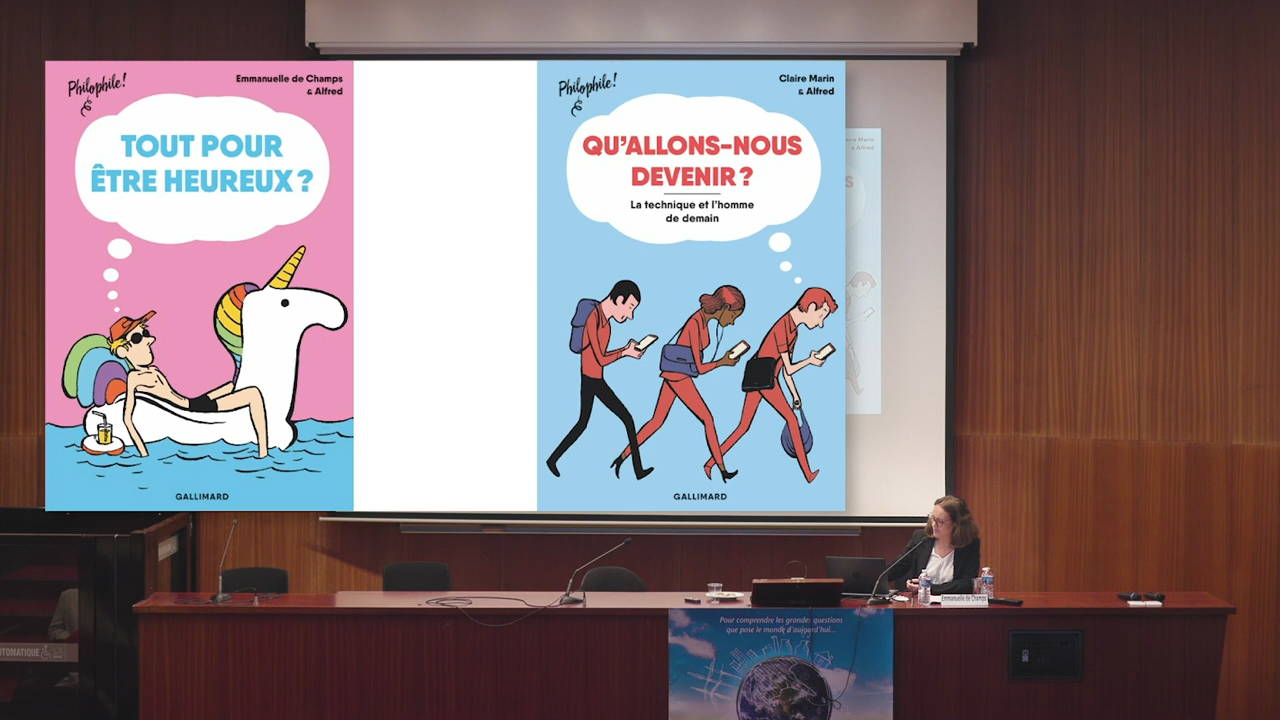 Philophile!
Emmanuelle de Champs
& Alfred
TOUT POUR
ÊTRE HEUREUX ?
GALLIMARD
Philophile!
Claire Marin
& Alfred
QU'ALLONS-NOUS
DEVENIR ?
La technique et l'homme
de demain
GALLIMARD
Marin
& Alfred
S
Emmanuelle de Champs
Pour comprendre les grandes questions
que pose le monde d'aujourd'hui...
AUTOMATIQUE